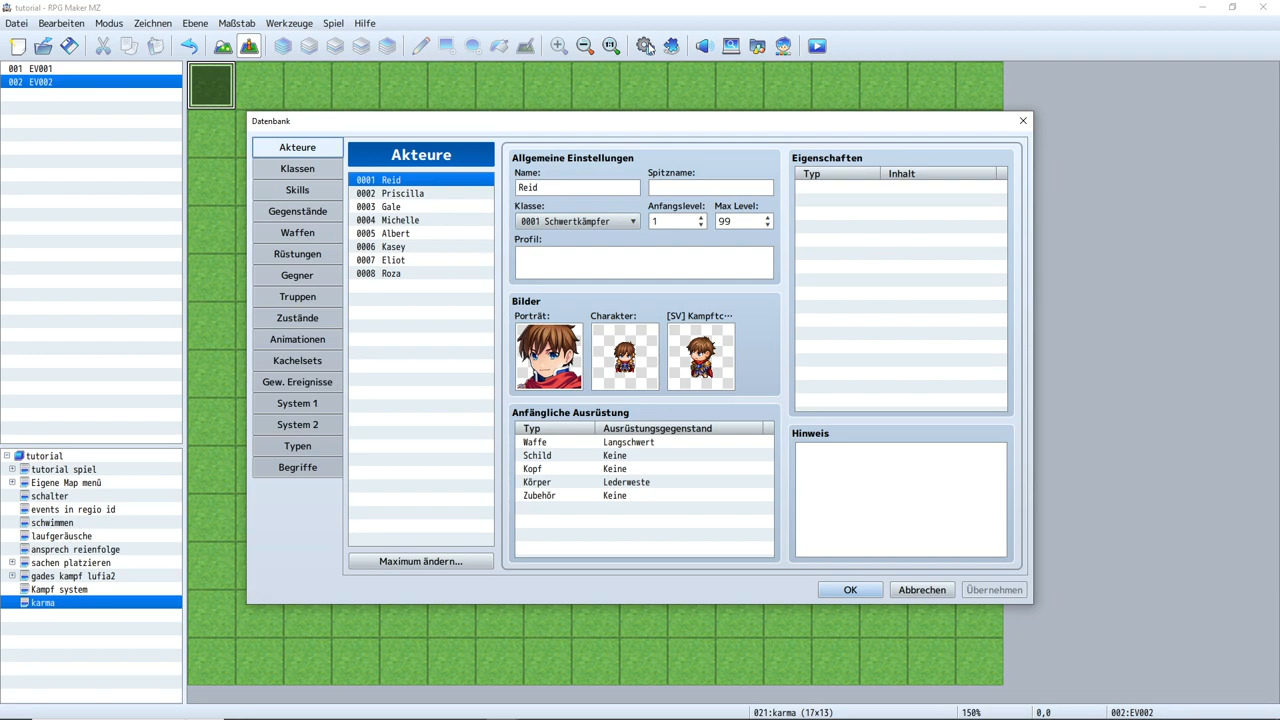 tutorial - RPG Maker MZ
Datei Bearbeiten Modus Zeichnen Ebene Maßstab Werkzeuge Spiel Hilfe
1:1
001 EV001
002 EV002
Datenbank
Akteure
Klassen
Skills
Gegenstände
Waffen
Rüstungen
Gegner
Truppen
Zustände
Animationen
Kachelsets
Gew. Ereignisse
System 1
System 2
Typen
Begriffe
Akteure
0001 Reid
0002 Priscilla
0003 Gale
0004 Michelle
0005 Albert
0006 Kasey
0007 Eliot
0008 Roza
Maximum ändern...
Allgemeine Einstellungen
Name: Spitzname:
Reid
Klasse: Anfangslevel: Max Level:
0001 Schwertkämpfer 1 99
Profil:
Bilder
Porträt: Charakter: [SV] Kampftc…
Anfängliche Ausrüstung
Typ Ausrüstungsgegenstand
Waffe Langschwert
Schild Keine
Kopf Keine
Körper Lederweste
Zubehör Keine
Eigenschaften
Typ Inhalt
Hinweis
OK Abbrechen Übernehmen
tutorial
tutorial spiel
Eigene Map menü
schalter
events in regio id
schwimmen
laufgeräusche
ansprech reienfolge
sachen platzieren
gades kampf lufia2
Kampf system
karma
021:karma (17x13) 150% 0,0 002:EV002